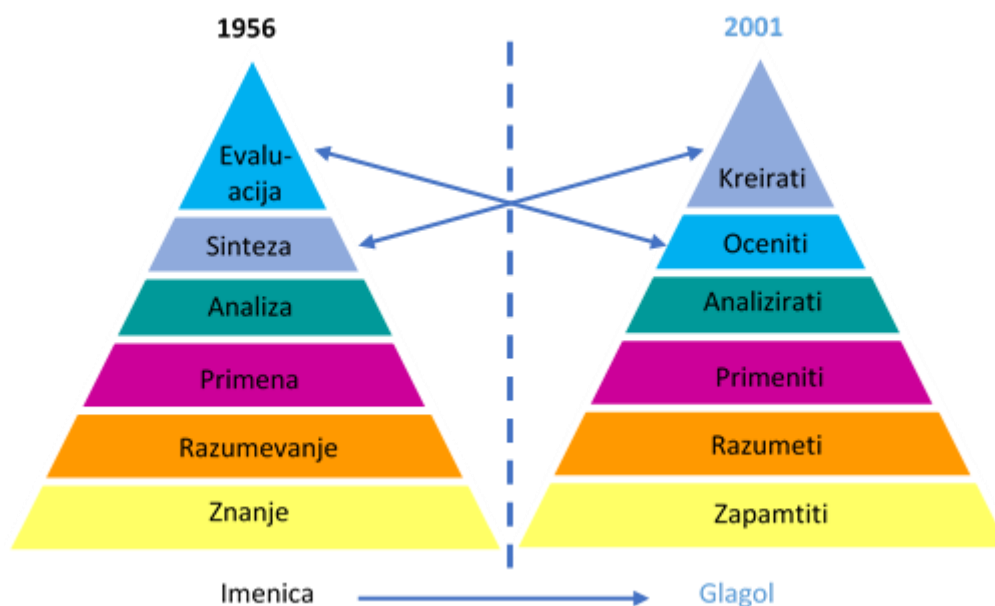 1956
Evalu-
acija
Sinteza
Analiza
Primena
Razumevanje
Znanje
2001
Kreirati
Oceniti
Analizirati
Primeniti
Razumeti
Zapamtiti
Imenica
Glagol